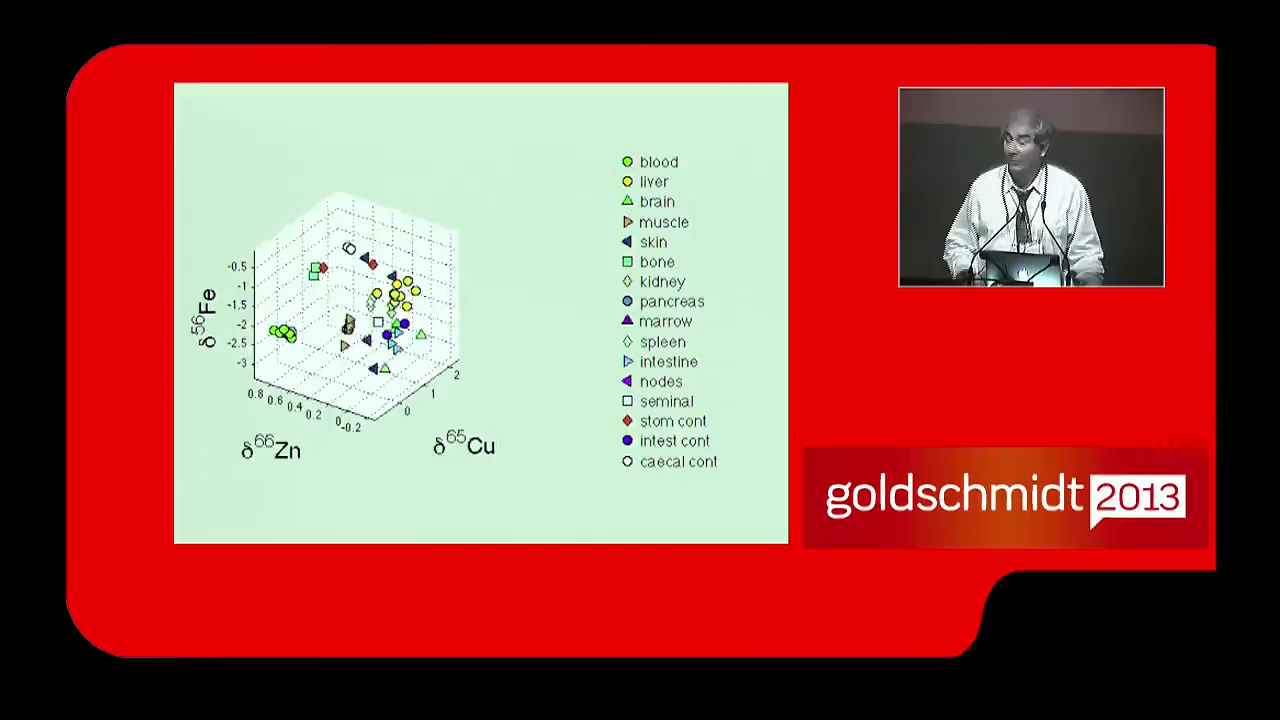 blood
liver
brain
muscle
skin
bone
kidney
pancreas
marrow
spleen
intestine
nodes
seminal
stom cont
intest cont
caecal cont
-0.5
-1
-1.5
-2
-2.5
-3
δ56Fe
0.8 0.6 0.4 0.2 0 -0.2
0 1 2
δ66Zn
δ65Cu
goldschmidt 2013